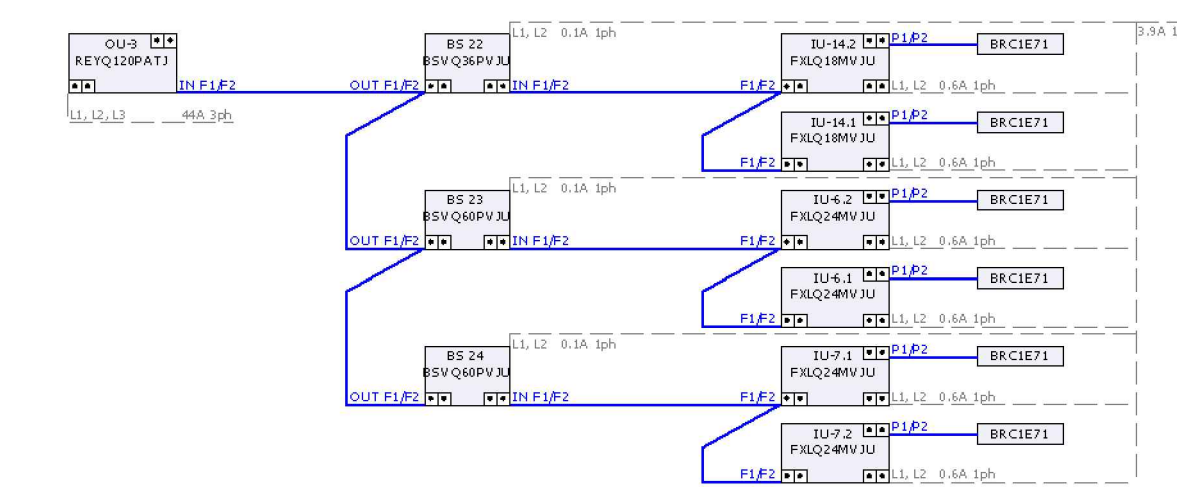 OU-3
REYQ120PATJ
IN F1/F2
L1, L2, L3 44A 3ph
BS 22
BSVQ36PVJU
L1, L2 0.1A 1ph
OUT F1/F2
IN F1/F2
IU-14.2
FXLQ18MVJU
P1/P2
BRC1E71
F1/F2
L1, L2 0.6A 1ph
3.9A 1
IU-14.1
FXLQ18MVJU
P1/P2
BRC1E71
F1/F2
L1, L2 0.6A 1ph
BS 23
BSVQ60PVJU
L1, L2 0.1A 1ph
OUT F1/F2
IN F1/F2
IU-6.2
FXLQ24MVJU
P1/P2
BRC1E71
F1/F2
L1, L2 0.6A 1ph
IU-6.1
FXLQ24MVJU
P1/P2
BRC1E71
F1/F2
L1, L2 0.6A 1ph
BS 24
BSVQ60PVJU
L1, L2 0.1A 1ph
OUT F1/F2
IN F1/F2
IU-7.1
FXLQ24MVJU
P1/P2
BRC1E71
F1/F2
L1, L2 0.6A 1ph
IU-7.2
FXLQ24MVJU
P1/P2
BRC1E71
F1/F2
L1, L2 0.6A 1ph